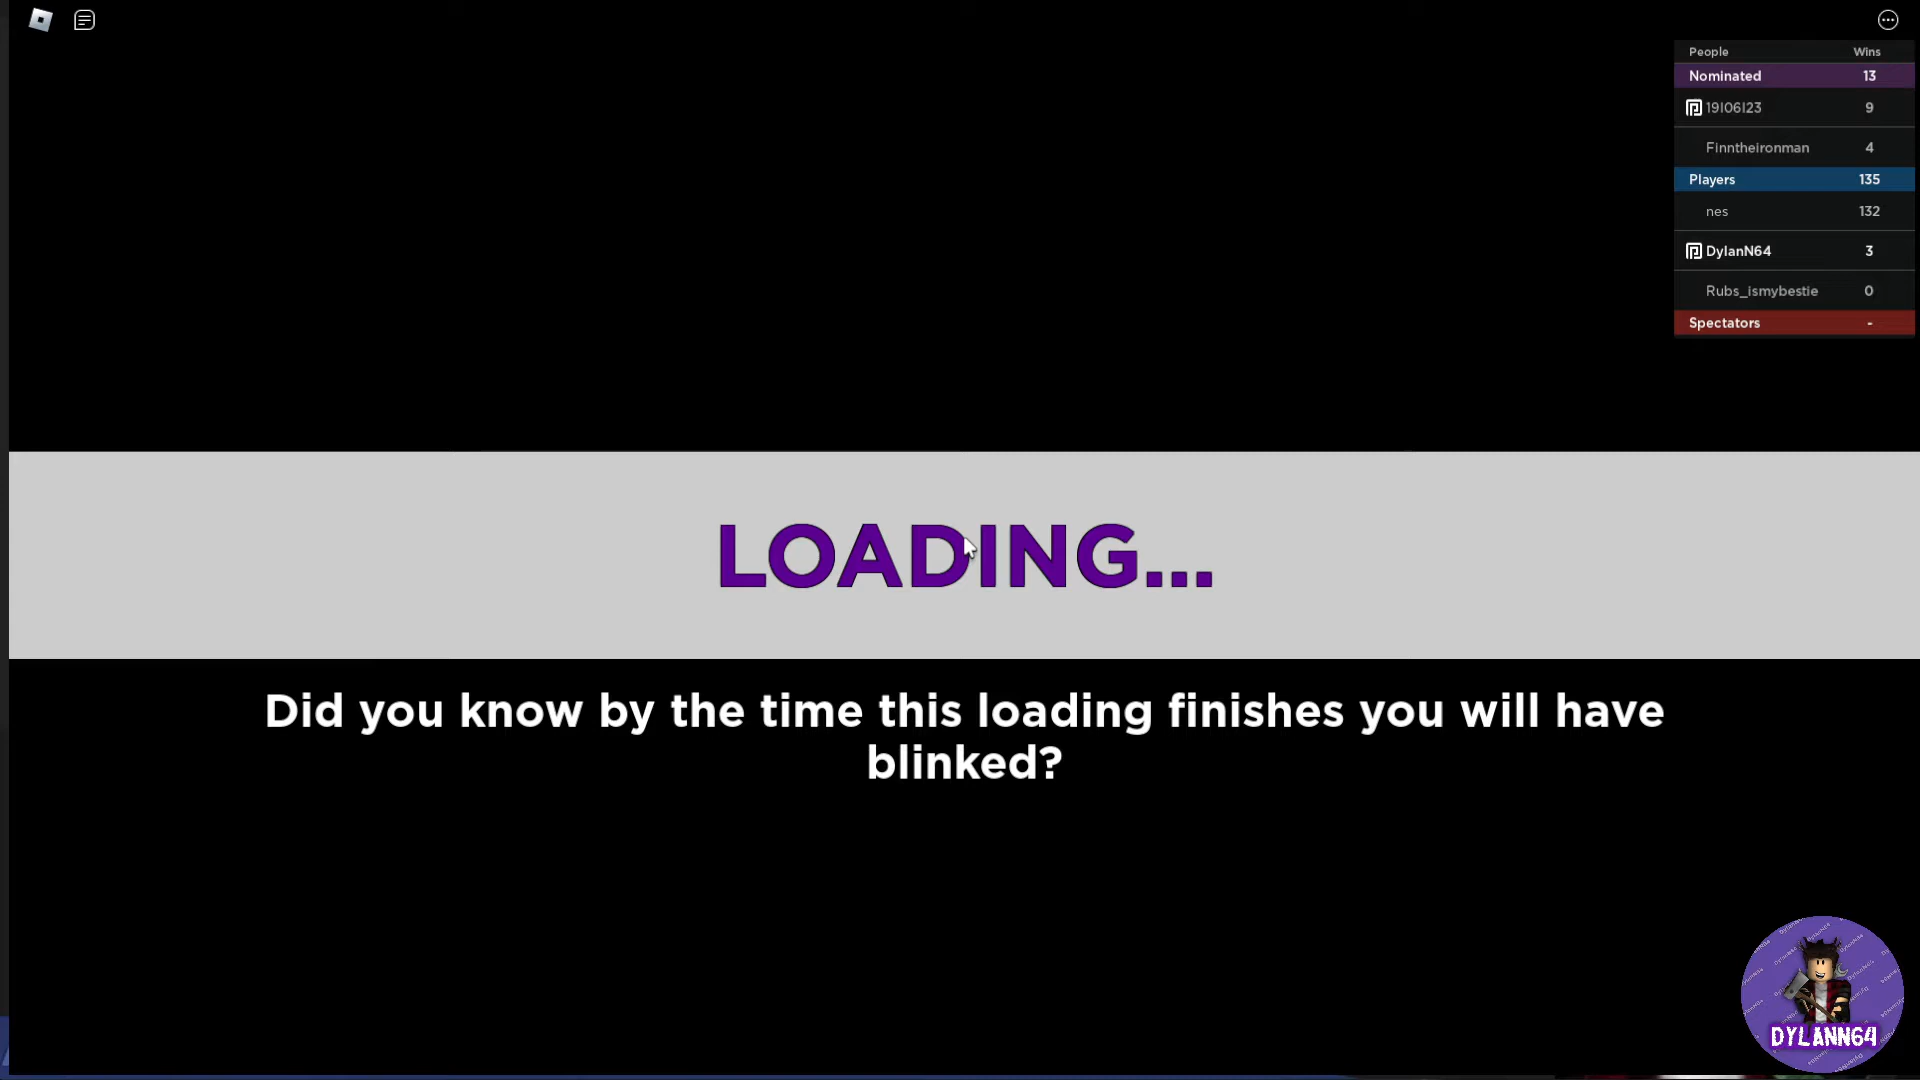 People Wins
Nominated 13
19I06I23 9
Finntheironman 4
Players 135
nes 132
DylanN64 3
Rubs_ismybestie 0
Spectators -
LOADING...
Did you know by the time this loading finishes you will have
blinked?
DYLANN64